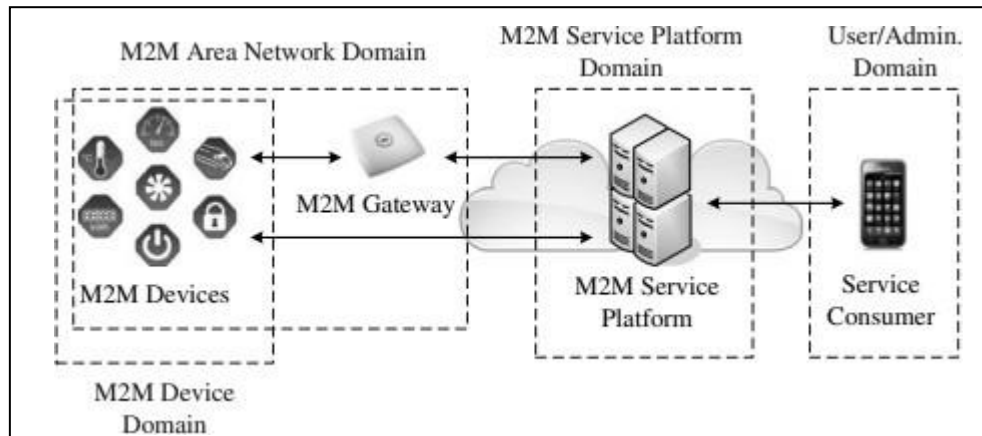 M2M Area Network Domain
M2M Service Platform
Domain
User/Admin.
Domain
M2M Gateway
M2M Devices
M2M Service
Platform
Service
Consumer
M2M Device
Domain